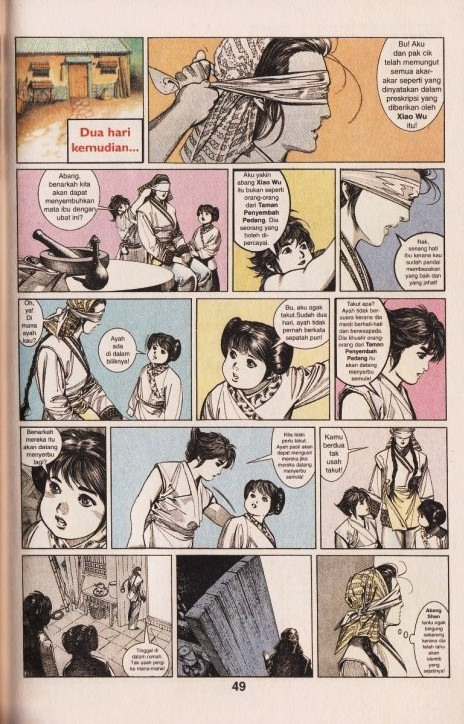 Dua hari
kemudian...
Bu! Aku
dan pak cik
telah memungut
semua akar-
akar seperti yang
dinyatakan dalam
preskripsi yang
diberikan oleh
Xiao Wu
itu!
Abang,
benarkah kita
akan dapat
menyembuhkan
mata ibu dengan
ubat ini?
Aku yakin
abang Xiao Wu
itu bukan seperti
orang-orang
dari Taman
Penyembah
Pedang. Dia
seorang yang
boleh di-
percayai.
Nak,
senang hati
ibu kerana kau
sudah pandai
membezakan
yang baik dan
yang jahat!
Oh,
ya!
Di
mana
ayah
kau?
Ayah
ada
di dalam
biliknya!
Bu, aku agak
takut.Sudah dua
hari, ayah tidak
pernah berkata
sepatah pun!
Takut apa?
Ayah tidak ber-
suara kerana dia
mesti berhati-hati
dan berwaspada.
Dia khuatir orang-
orang dari Taman
Penyembah
Pedang itu
akan datang
menyerbu
semula!
Benarkah
mereka itu
akan datang
menyerbu
lagi?
Kita tidak
perlu takut.
Ayah pasti akan
dapat menguasai
mereka jika
mereka datang
menyerbu
semula!
Kamu
berdua
tak
usah
takut!
Tinggal di
dalam rumah.
Tak usah pergi
ke mana-mana!
Abang
Shan
tentu agak
bingung
sekarang
kerana dia
telah tahu
akan
identiti
yang
sejatinya!
49